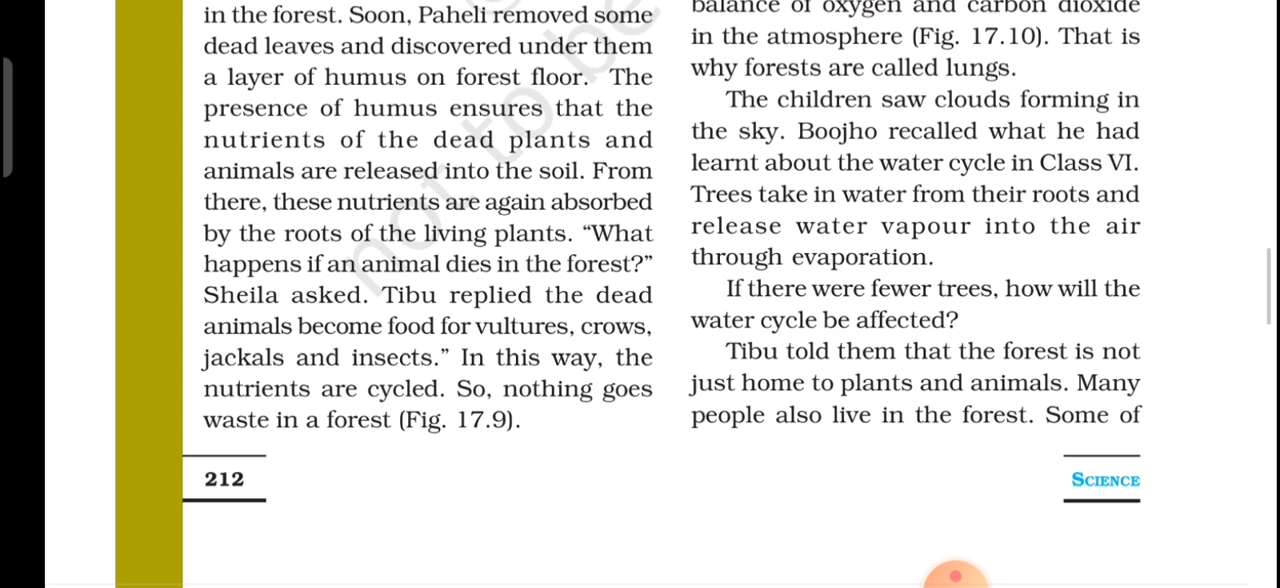 in the forest. Soon, Paheli removed some
dead leaves and discovered under them
a layer of humus on forest floor. The
presence of humus ensures that the
nutrients of the dead plants and
animals are released into the soil. From
there, these nutrients are again absorbed
by the roots of the living plants. “What
happens if an animal dies in the forest?”
Sheila asked. Tibu replied the dead
animals become food for vultures, crows,
jackals and insects.” In this way, the
nutrients are cycled. So, nothing goes
waste in a forest (Fig. 17.9).
balance of oxygen and carbon dioxide
in the atmosphere (Fig. 17.10). That is
why forests are called lungs.
The children saw clouds forming in
the sky. Boojho recalled what he had
learnt about the water cycle in Class VI.
Trees take in water from their roots and
release water vapour into the air
through evaporation.
If there were fewer trees, how will the
water cycle be affected?
Tibu told them that the forest is not
just home to plants and animals. Many
people also live in the forest. Some of
212
SCIENCE
not to be